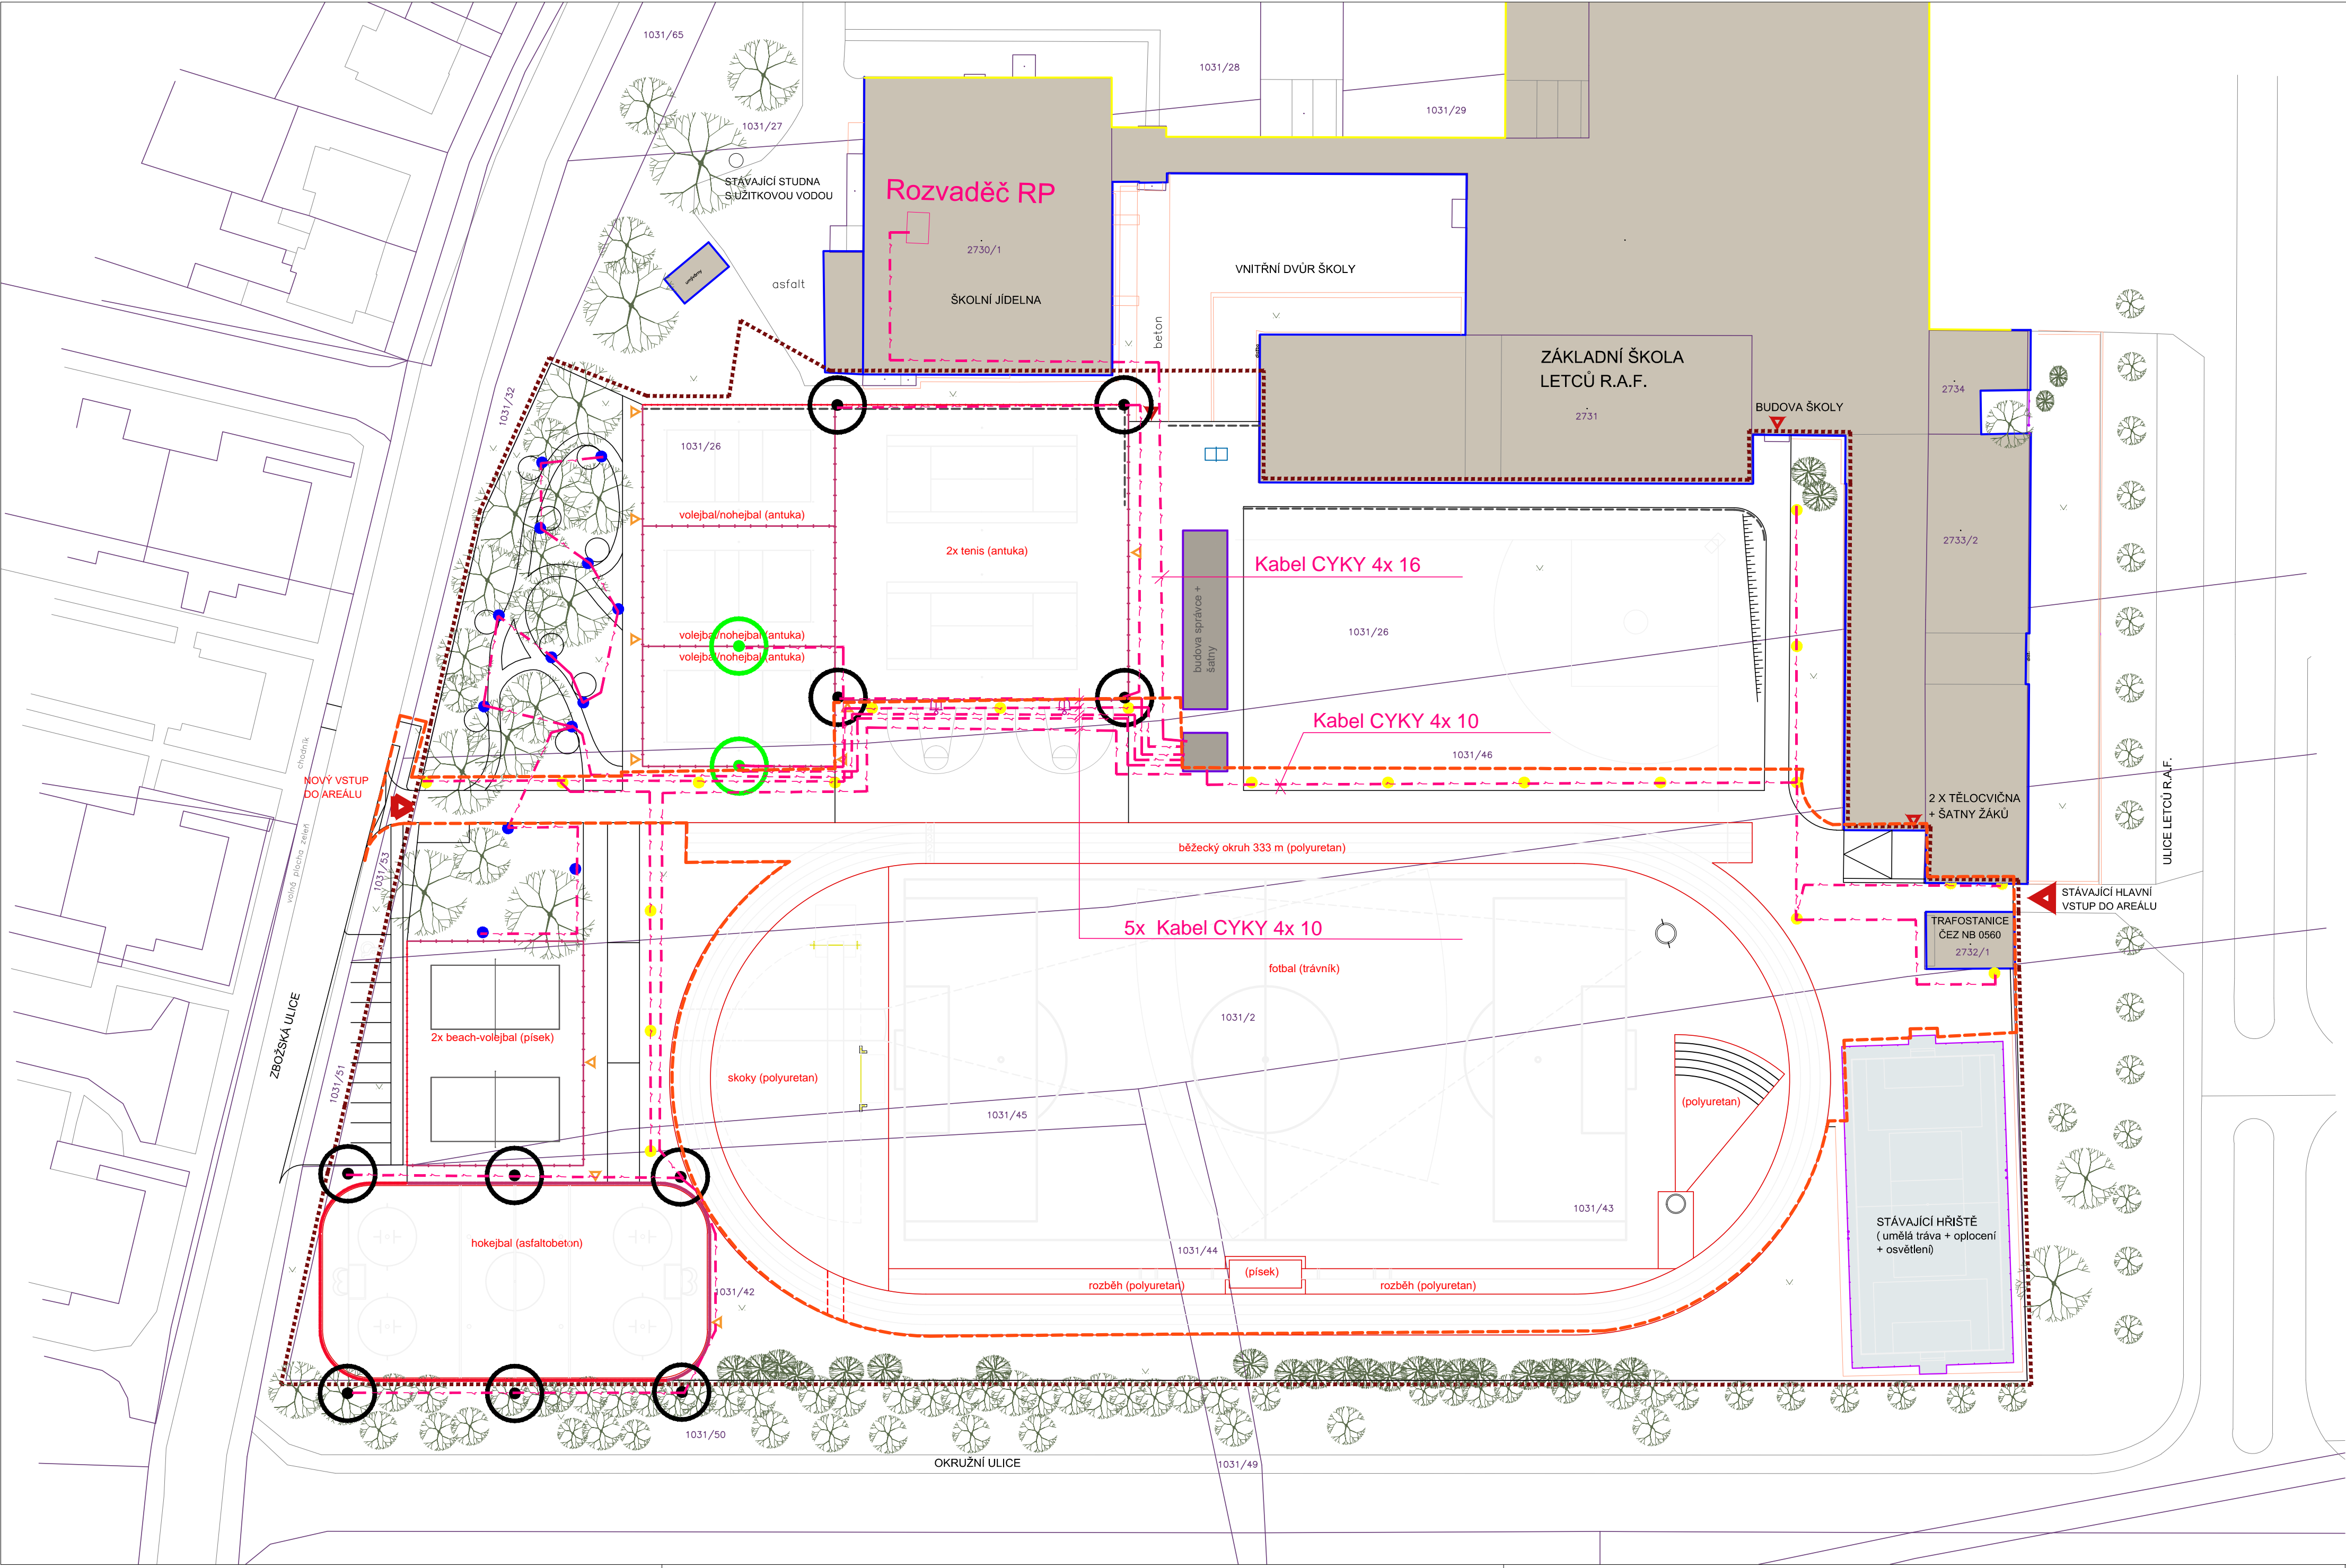 1031/65
1031/28
1031/29
1031/27
STÁVAJÍCÍ STUDNA
S UŽITKOVOU VODOU
Rozvaděč RP
2730/1
asfalt
ŠKOLNÍ JÍDELNA
VNITŘNÍ DVŮR ŠKOLY
beton
ZÁKLADNÍ ŠKOLA
LETCŮ R.A.F.
2731
BUDOVA ŠKOLY
2734
1031/32
1031/26
volejbal/nohejbal (antuka)
2x tenis (antuka)
Kabel CYKY 4x 16
2733/2
budova správce +
šatny
1031/26
volejbal/nohejbal (antuka)
volejbal/nohejbal (antuka)
Kabel CYKY 4x 10
1031/46
chodník
NOVÝ VSTUP
DO AREÁLU
2 X TĚLOCVIČNA
+ ŠATNY ŽÁKŮ
ULICE LETCŮ R.A.F.
volná plocha zeleň
1031/53
běžecký okruh 333 m (polyuretan)
STÁVAJÍCÍ HLAVNÍ
VSTUP DO AREÁLU
5x Kabel CYKY 4x 10
TRAFOSTANICE
ČEZ NB 0560
2732/1
fotbal (trávník)
1031/2
ZBOŽSKÁ ULICE
2x beach-volejbal (písek)
1031/51
skoky (polyuretan)
1031/45
(polyuretan)
1031/43
STÁVAJÍCÍ HŘIŠTĚ
( umělá tráva + oplocení
+ osvětlení)
hokejbal (asfaltobeton)
1031/44
(písek)
rozběh (polyuretan)
rozběh (polyuretan)
1031/42
1031/50
OKRUŽNÍ ULICE
1031/49